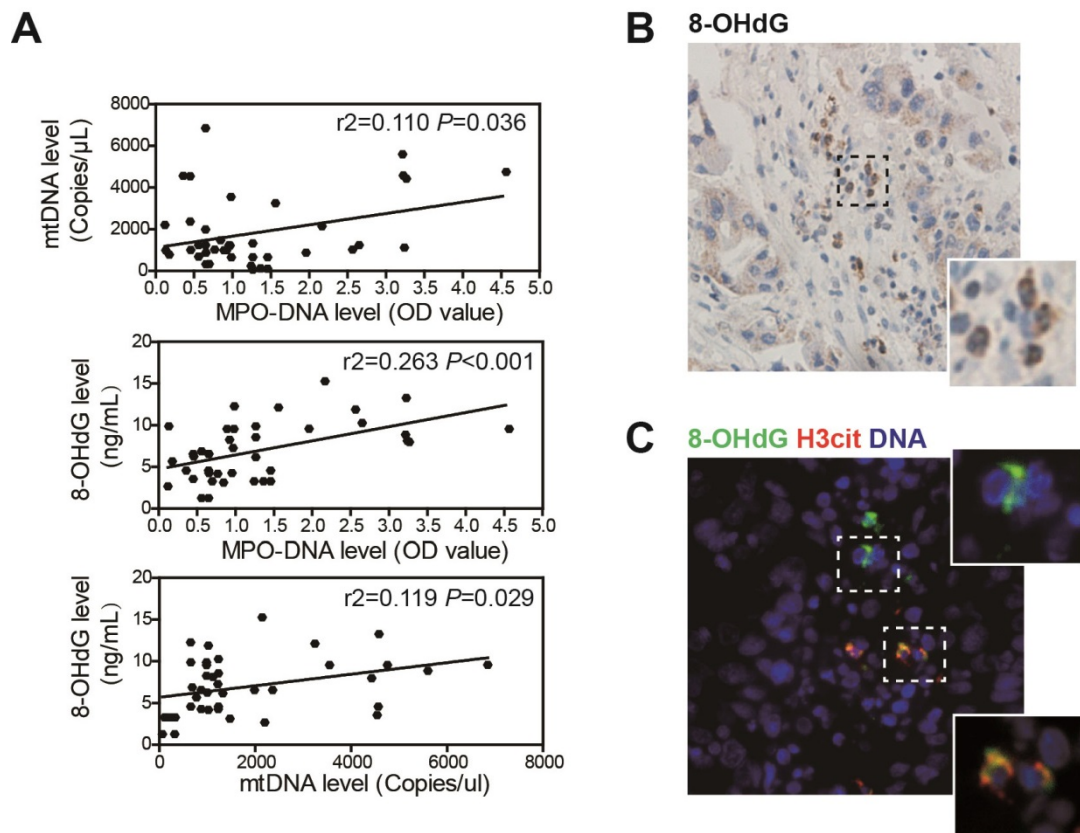 A
mtDNA level
(Copies/µL)
8000
6000
4000
2000
0
r2=0.110 P=0.036
0.0 0.5 1.0 1.5 2.0 2.5 3.0 3.5 4.0 4.5 5.0
MPO-DNA level (OD value)
8-OHdG level
(ng/mL)
20
15
10
5
0
r2=0.263 P<0.001
0.0 0.5 1.0 1.5 2.0 2.5 3.0 3.5 4.0 4.5 5.0
MPO-DNA level (OD value)
8-OHdG level
(ng/mL)
20
15
10
5
0
r2=0.119 P=0.029
0 2000 4000 6000 8000
mtDNA level (Copies/ul)
B
8-OHdG
C
8-OHdG H3cit DNA